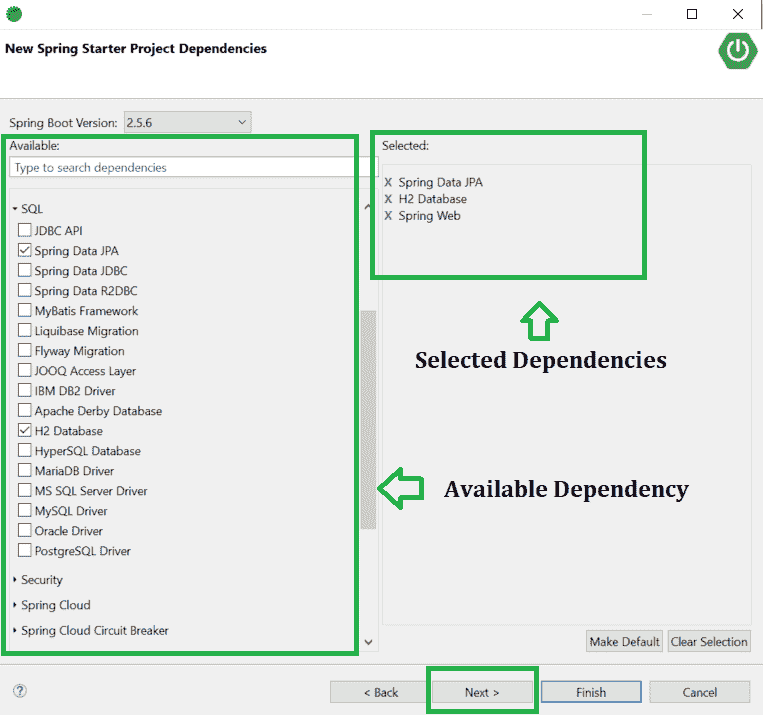 New Spring Starter Project Dependencies
Spring Boot Version: 2.5.6
Available:
Type to search dependencies
SQL
JDBC API
Spring Data JPA
Spring Data JDBC
Spring Data R2DBC
MyBatis Framework
Liquibase Migration
Flyway Migration
JOOQ Access Layer
IBM DB2 Driver
Apache Derby Database
H2 Database
HyperSQL Database
MariaDB Driver
MS SQL Server Driver
MySQL Driver
Oracle Driver
PostgreSQL Driver
Security
Spring Cloud
Spring Cloud Circuit Breaker
Selected:
X Spring Data JPA
X H2 Database
X Spring Web
Selected Dependencies
Available Dependency
Make Default Clear Selection
? < Back Next > Finish Cancel